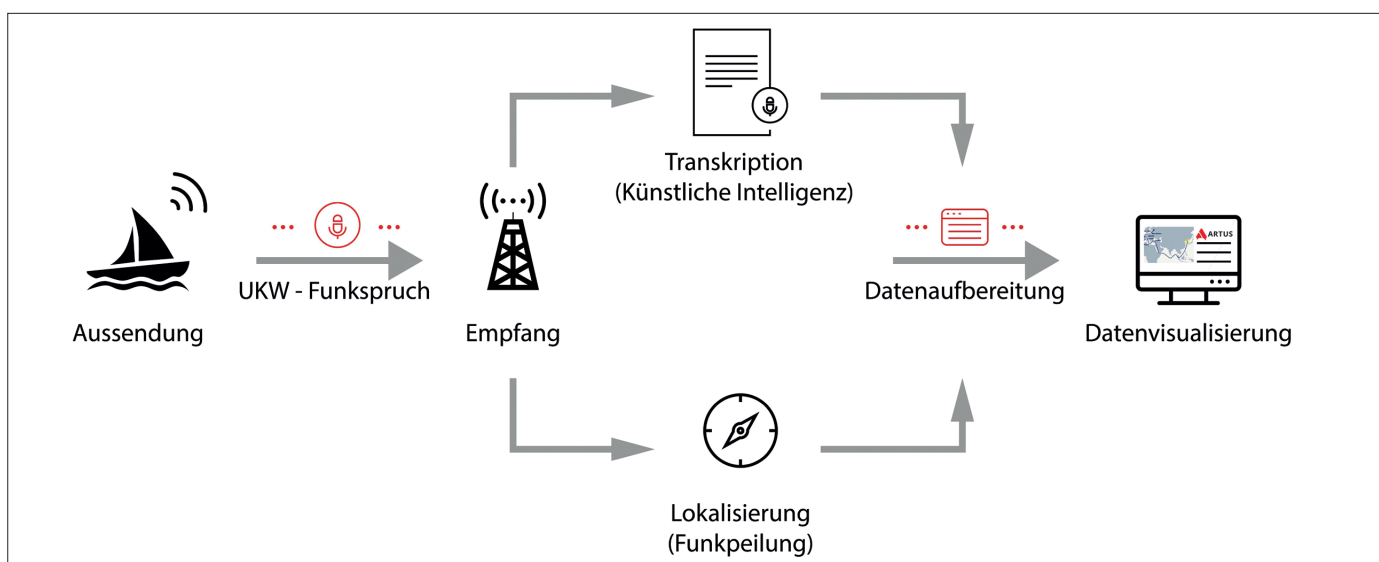 Transkription
(Künstliche Intelligenz)
UKW - Funkspruch
Aussendung
Empfang
Datenaufbereitung
ARTUS
Datenvisualisierung
Lokalisierung
(Funkpeilung)